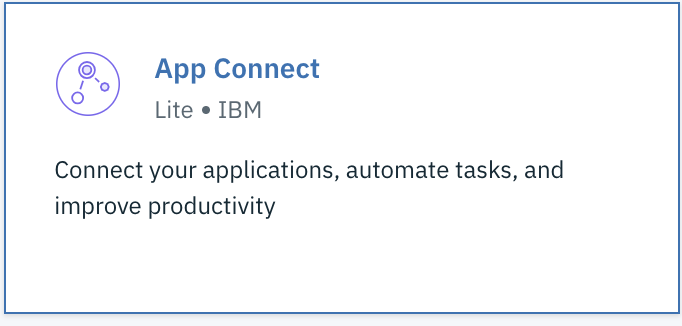 App Connect
Lite • IBM
Connect your applications, automate tasks, and
improve productivity